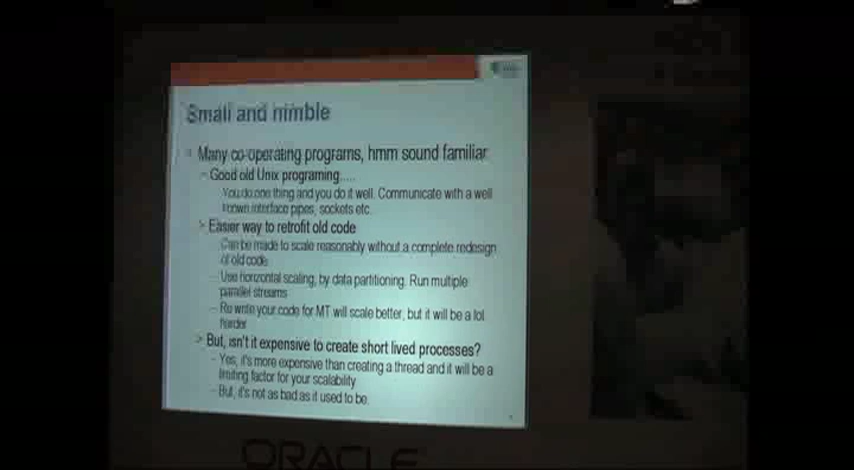 Small and nimble
Many co-operating programs, hmm sound familiar
– Good old Unix programing.....
You do one thing and you do it well. Communicate with a well
known interface pipes, sockets etc.
> Easier way to retrofit old code
– Can be made to scale reasonably without a complete redesign
of old code
– Use horizontal scaling, by data partitioning. Run multiple
parallel streams
– Re write your code for MT will scale better, but it will be a lot
harder
> But, isn't it expensive to create short lived processes?
– Yes, it's more expensive than creating a thread and it will be a
limiting factor for your scalability
– But, it's not as bad as it used to be.
ORACLE